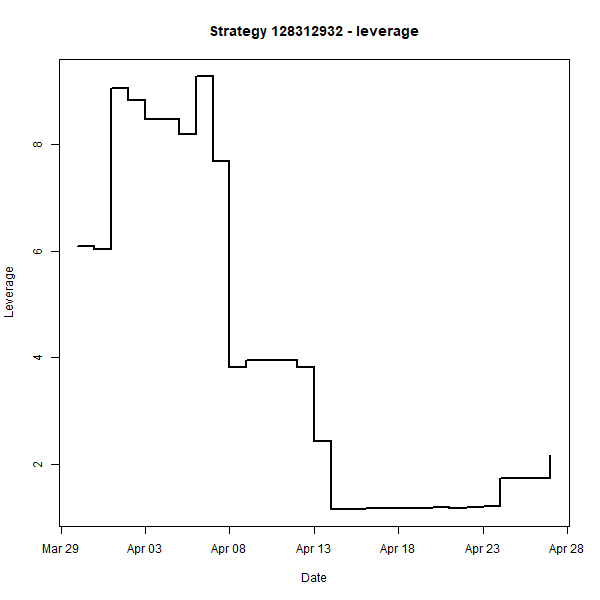 Strategy 128312932 - leverage
Leverage
8
6
4
2
Mar 29 Apr 03 Apr 08 Apr 13 Apr 18 Apr 23 Apr 28
Date